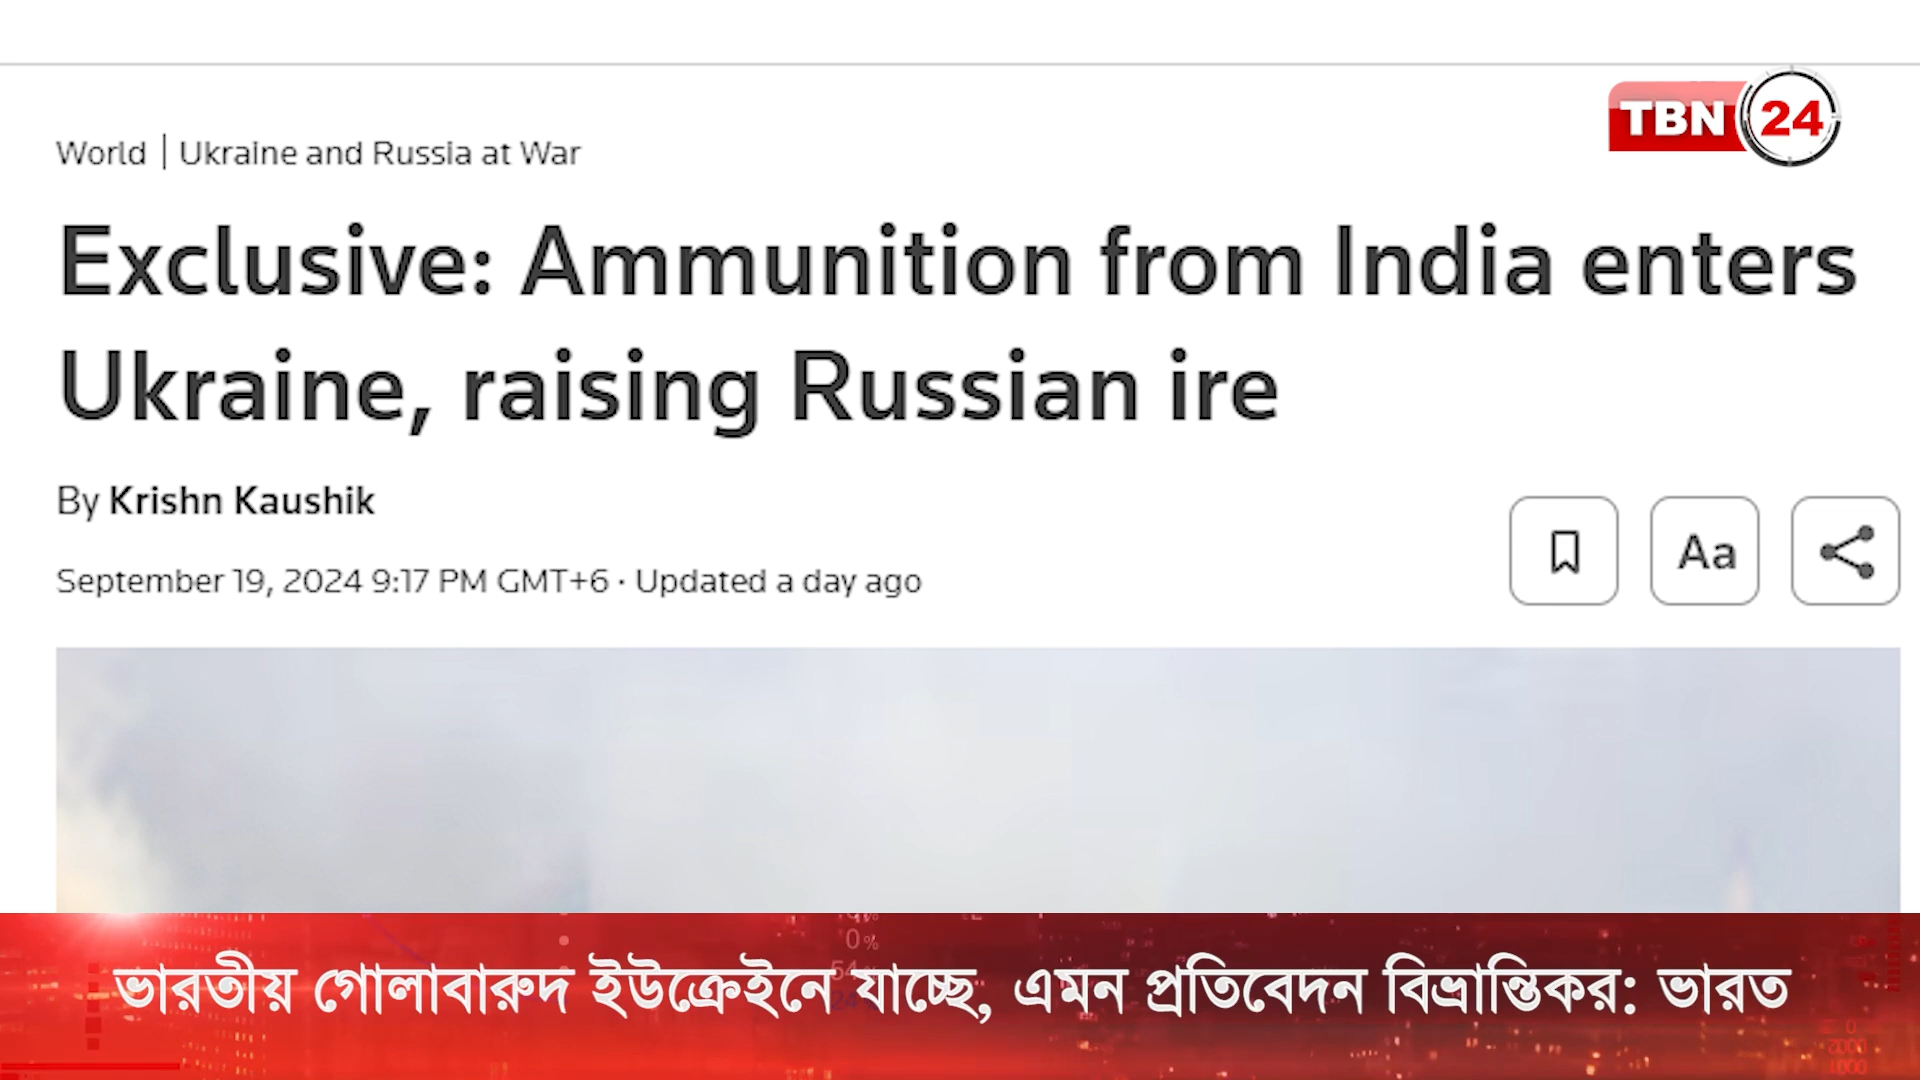 TBN 24
World | Ukraine and Russia at War
Exclusive: Ammunition from India enters
Ukraine, raising Russian ire
By Krishn Kaushik
September 19, 2024 9:17 PM GMT+6 · Updated a day ago
Aa
ভারতীয় গোলাবারুদ ইউক্রেইনে যাচ্ছে, এমন প্রতিবেদন বিভ্রান্তিকর: ভারত